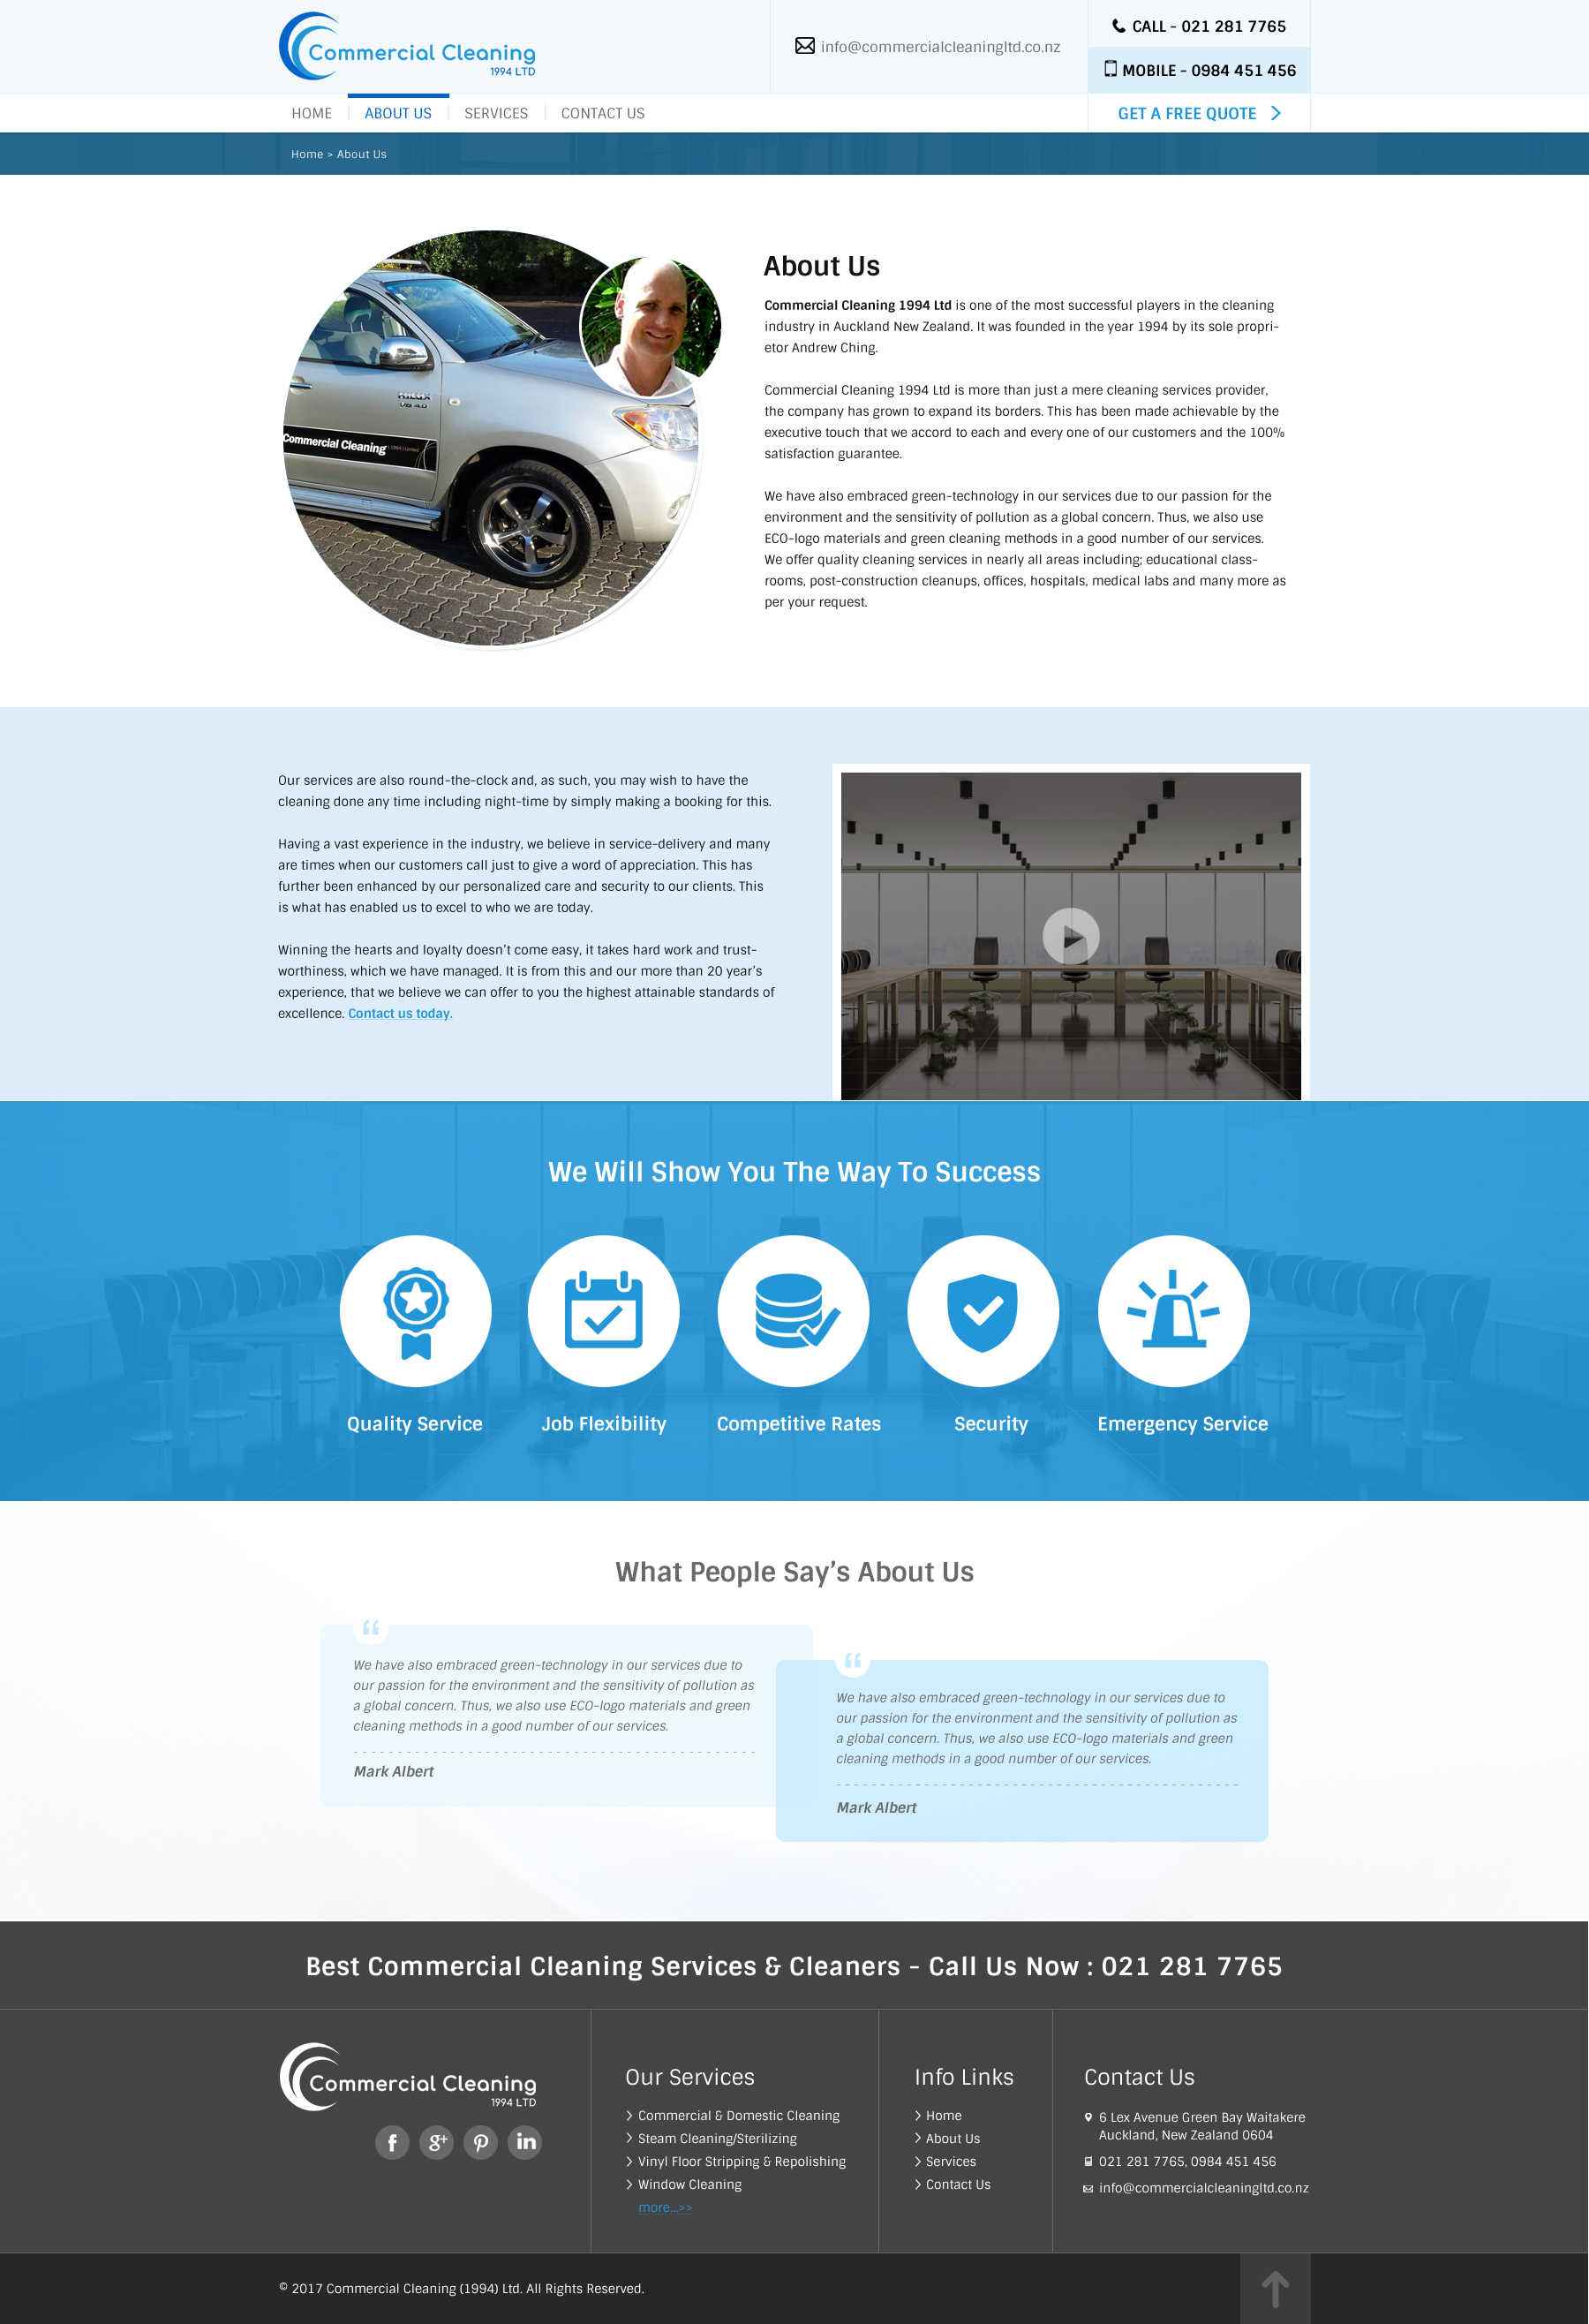 Commercial Cleaning
1994 LTD
info@commercialcleaningltd.co.nz
CALL - 021 281 7765
MOBILE - 0984 451 456
HOME
ABOUT US
SERVICES
CONTACT US
GET A FREE QUOTE
Home > About Us
Commercial Cleaning
About Us
Commercial Cleaning 1994 Ltd is one of the most successful players in the cleaning
industry in Auckland New Zealand. It was founded in the year 1994 by its sole propri-
etor Andrew Ching.
Commercial Cleaning 1994 Ltd is more than just a mere cleaning services provider,
the company has grown to expand its borders. This has been made achievable by the
executive touch that we accord to each and every one of our customers and the 100%
satisfaction guarantee.
We have also embraced green-technology in our services due to our passion for the
environment and the sensitivity of pollution as a global concern. Thus, we also use
ECO-logo materials and green cleaning methods in a good number of our services.
We offer quality cleaning services in nearly all areas including; educational class-
rooms, post-construction cleanups, offices, hospitals, medical labs and many more as
per your request.
Our services are also round-the-clock and, as such, you may wish to have the
cleaning done any time including night-time by simply making a booking for this.
Having a vast experience in the industry, we believe in service-delivery and many
are times when our customers call just to give a word of appreciation. This has
further been enhanced by our personalized care and security to our clients. This
is what has enabled us to excel to who we are today.
Winning the hearts and loyalty doesn't come easy, it takes hard work and trust-
worthiness, which we have managed. It is from this and our more than 20 year's
experience, that we believe we can offer to you the highest attainable standards of
excellence. Contact us today.
We Will Show You The Way To Success
Quality Service
Job Flexibility
Competitive Rates
Security
Emergency Service
What People Say's About Us
We have also embraced green-technology in our services due to
our passion for the environment and the sensitivity of pollution as
a global concern. Thus, we also use ECO-logo materials and green
cleaning methods in a good number of our services.
Mark Albert
We have also embraced green-technology in our services due to
our passion for the environment and the sensitivity of pollution as
a global concern. Thus, we also use ECO-logo materials and green
cleaning methods in a good number of our services.
Mark Albert
Best Commercial Cleaning Services & Cleaners - Call Us Now : 021 281 7765
Commercial Cleaning
1994 LTD
Our Services
Commercial & Domestic Cleaning
Steam Cleaning/Sterilizing
Vinyl Floor Stripping & Repolishing
Window Cleaning
more...>>
Info Links
Home
About Us
Services
Contact Us
Contact Us
6 Lex Avenue Green Bay Waitakere
Auckland, New Zealand 0604
021 281 7765, 0984 451 456
info@commercialcleaningltd.co.nz
© 2017 Commercial Cleaning (1994) Ltd. All Rights Reserved.